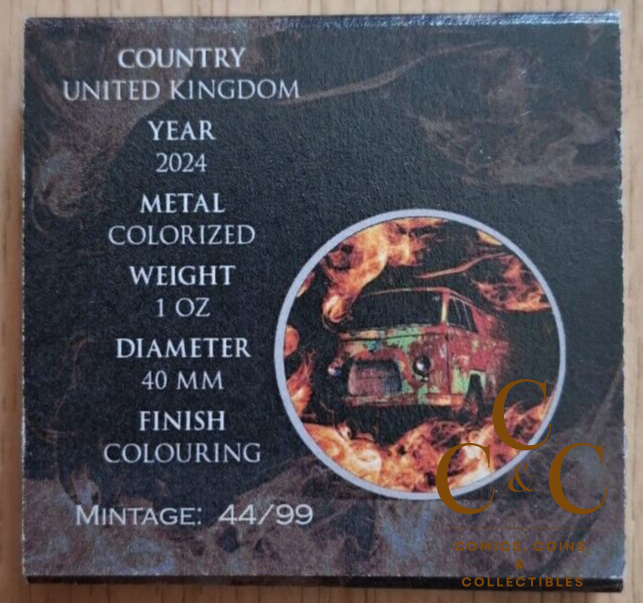 COUNTRY
UNITED KINGDOM
YEAR
2024
METAL
COLORIZED
WEIGHT
1 OZ
DIAMETER
40 MM
FINISH
COLOURING
MINTAGE: 44/99
C
C & C
COMICS, COINS
&
COLLECTIBLES